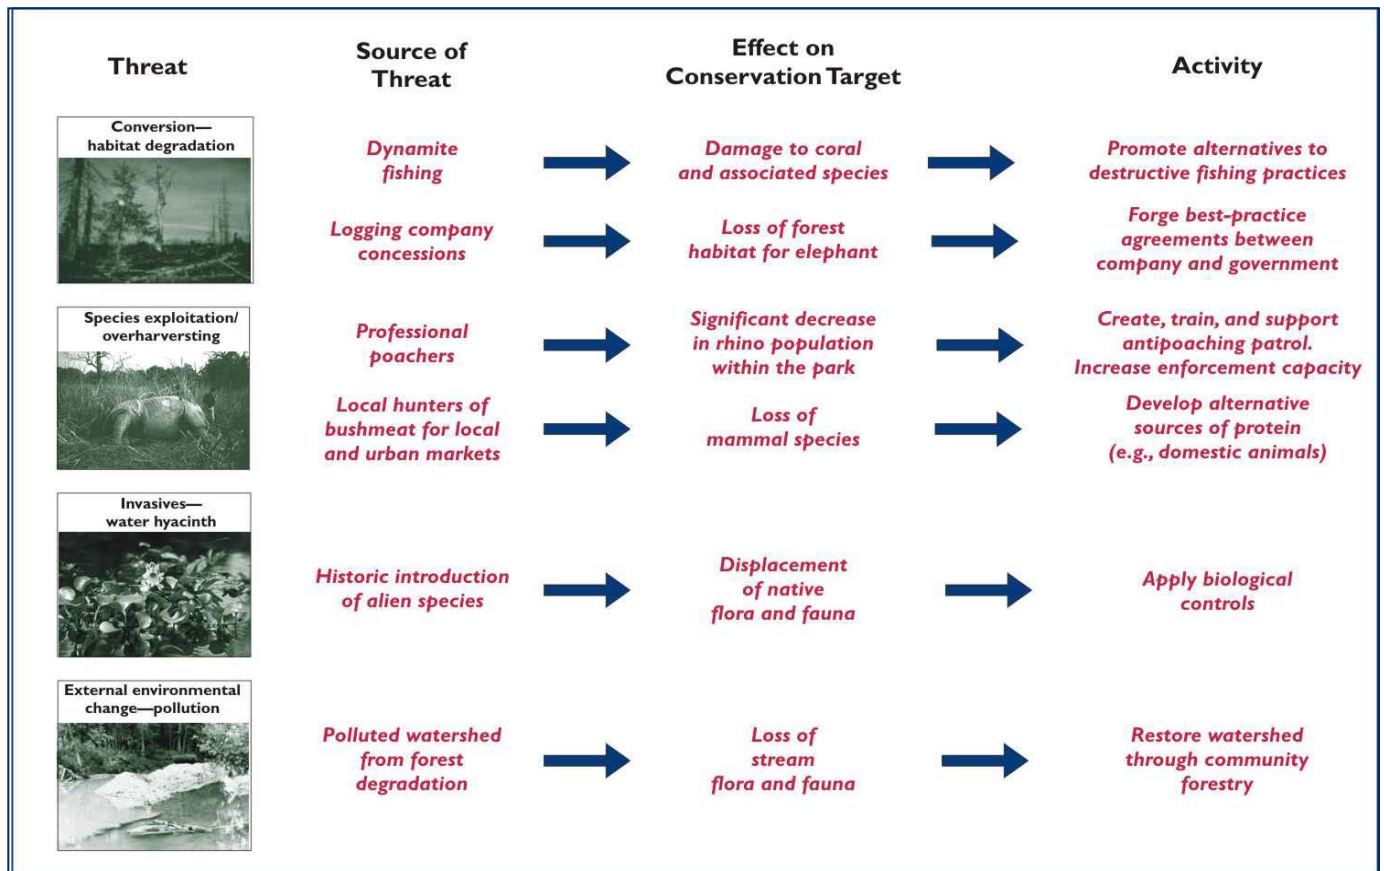 Threat
Source of
Threat
Effect on
Conservation Target
Activity
Conversion—
habitat degradation
Dynamite
fishing
Damage to coral
and associated species
Promote alternatives to
destructive fishing practices
Logging company
concessions
Loss of forest
habitat for elephant
Forge best-practice
agreements between
company and government
Species exploitation/
overharversting
Professional
poachers
Significant decrease
in rhino population
within the park
Create, train, and support
antipoaching patrol.
Increase enforcement capacity
Local hunters of
bushmeat for local
and urban markets
Loss of
mammal species
Develop alternative
sources of protein
(e.g., domestic animals)
Invasives—
water hyacinth
Historic introduction
of alien species
Displacement
of native
flora and fauna
Apply biological
controls
External environmental
change—pollution
Polluted watershed
from forest
degradation
Loss of
stream
flora and fauna
Restore watershed
through community
forestry